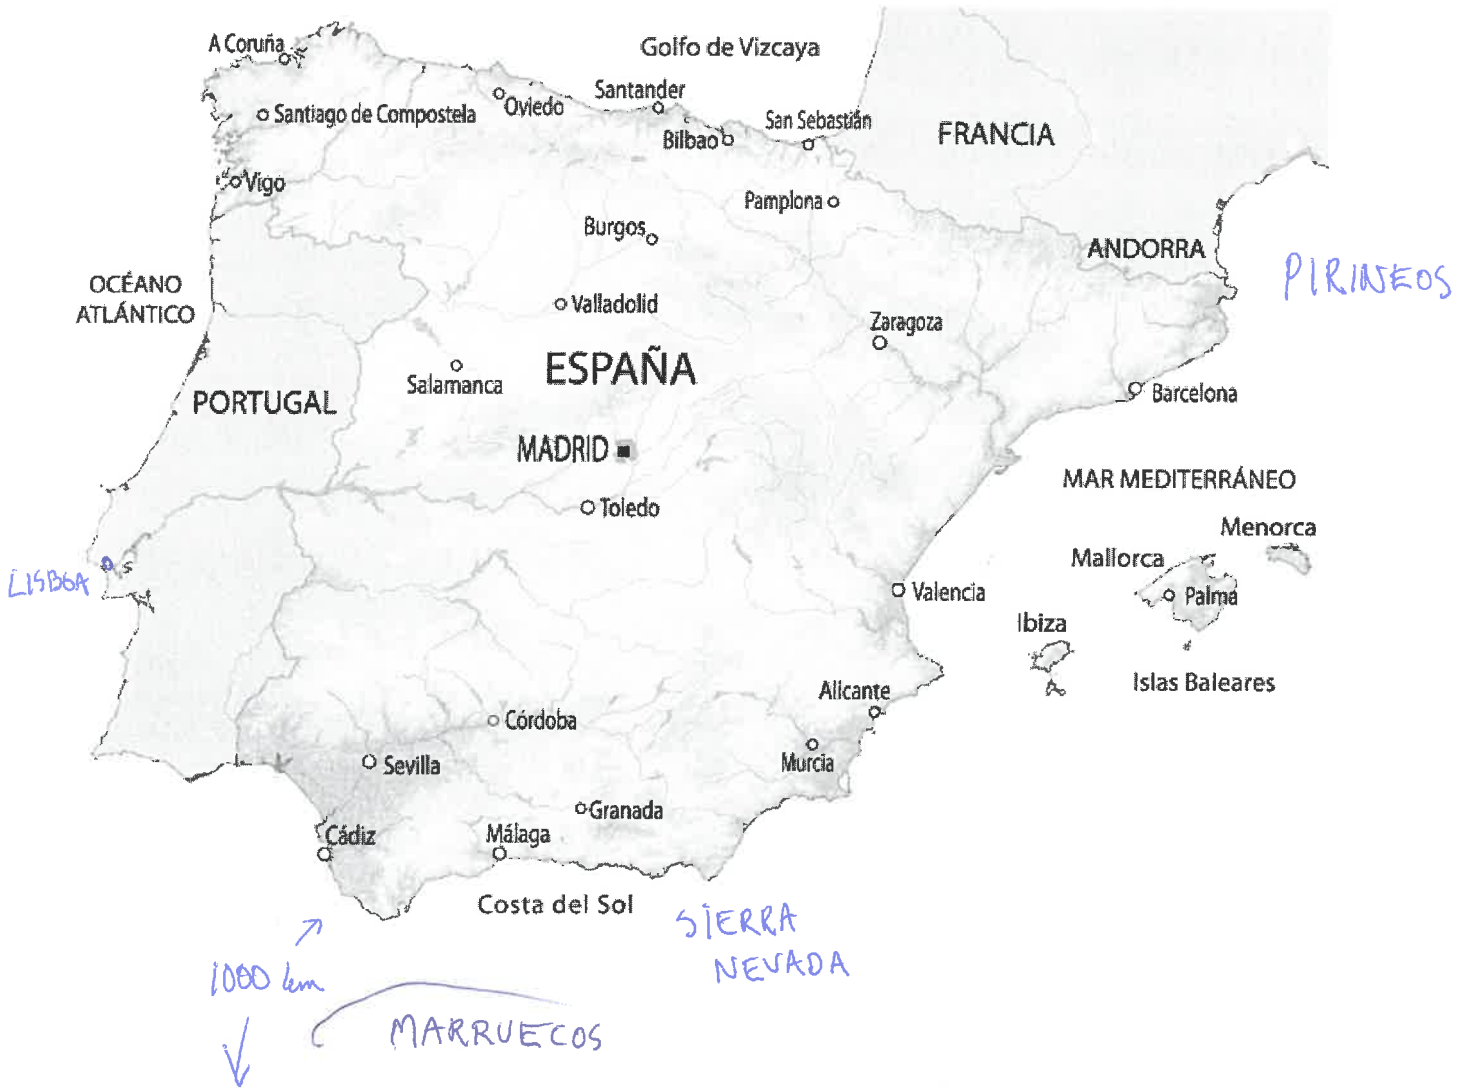 A Coruña
Golfo de Vizcaya
Santander
Oviedo
Santiago de Compostela
Bilbao
San Sebastián
FRANCIA
Vigo
Pamplona
Burgos
ANDORRA
PIRINEOS
OCÉANO
ATLÁNTICO
Valladolid
Zaragoza
ESPAÑA
Salamanca
PORTUGAL
Barcelona
MADRID
MAR MEDITERRÁNEO
Toledo
Menorca
Mallorca
LISBOA
Valencia
Palma
Ibiza
Islas Baleares
Alicante
Córdoba
Sevilla
Murcia
Granada
Cádiz
Málaga
Costa del Sol
SIERRA
NEVADA
1000 km
MARRUECOS